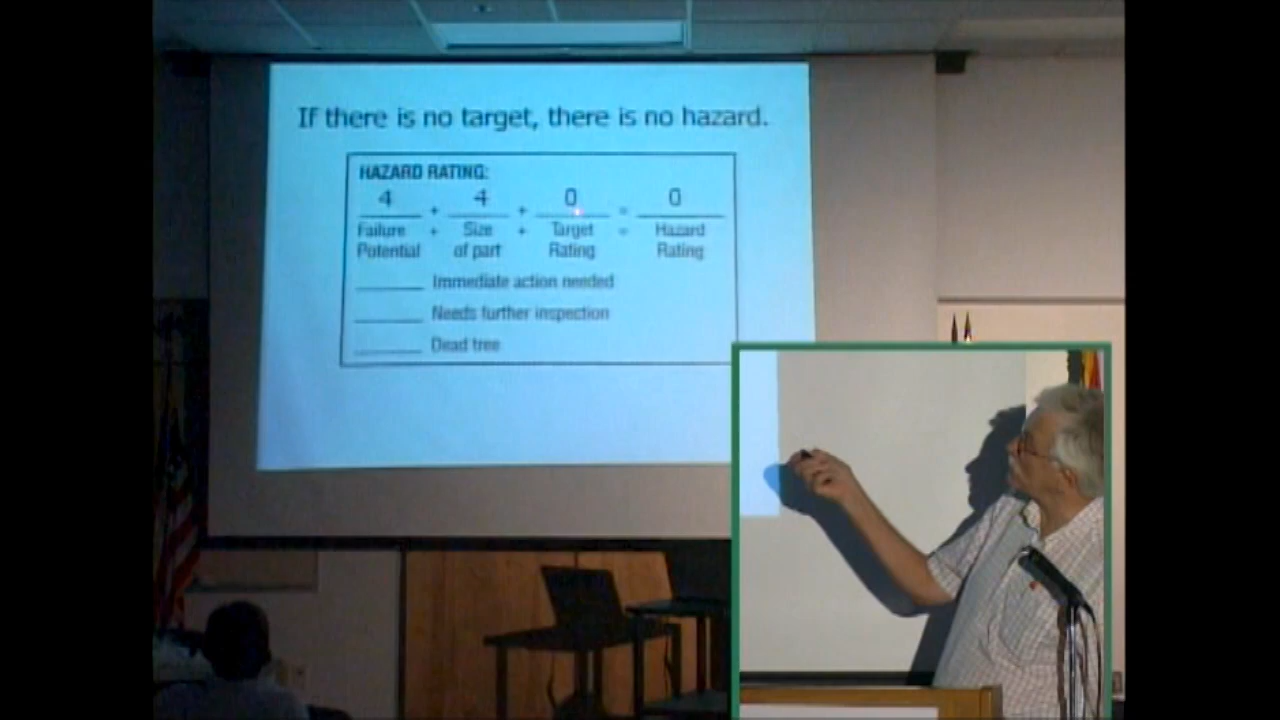 If there is no target, there is no hazard.
HAZARD RATING:
4 + 4 + 0 = 0
Failure + Size + Target = Hazard
Potential of part Rating Rating
Immediate action needed
Needs further inspection
Dead tree